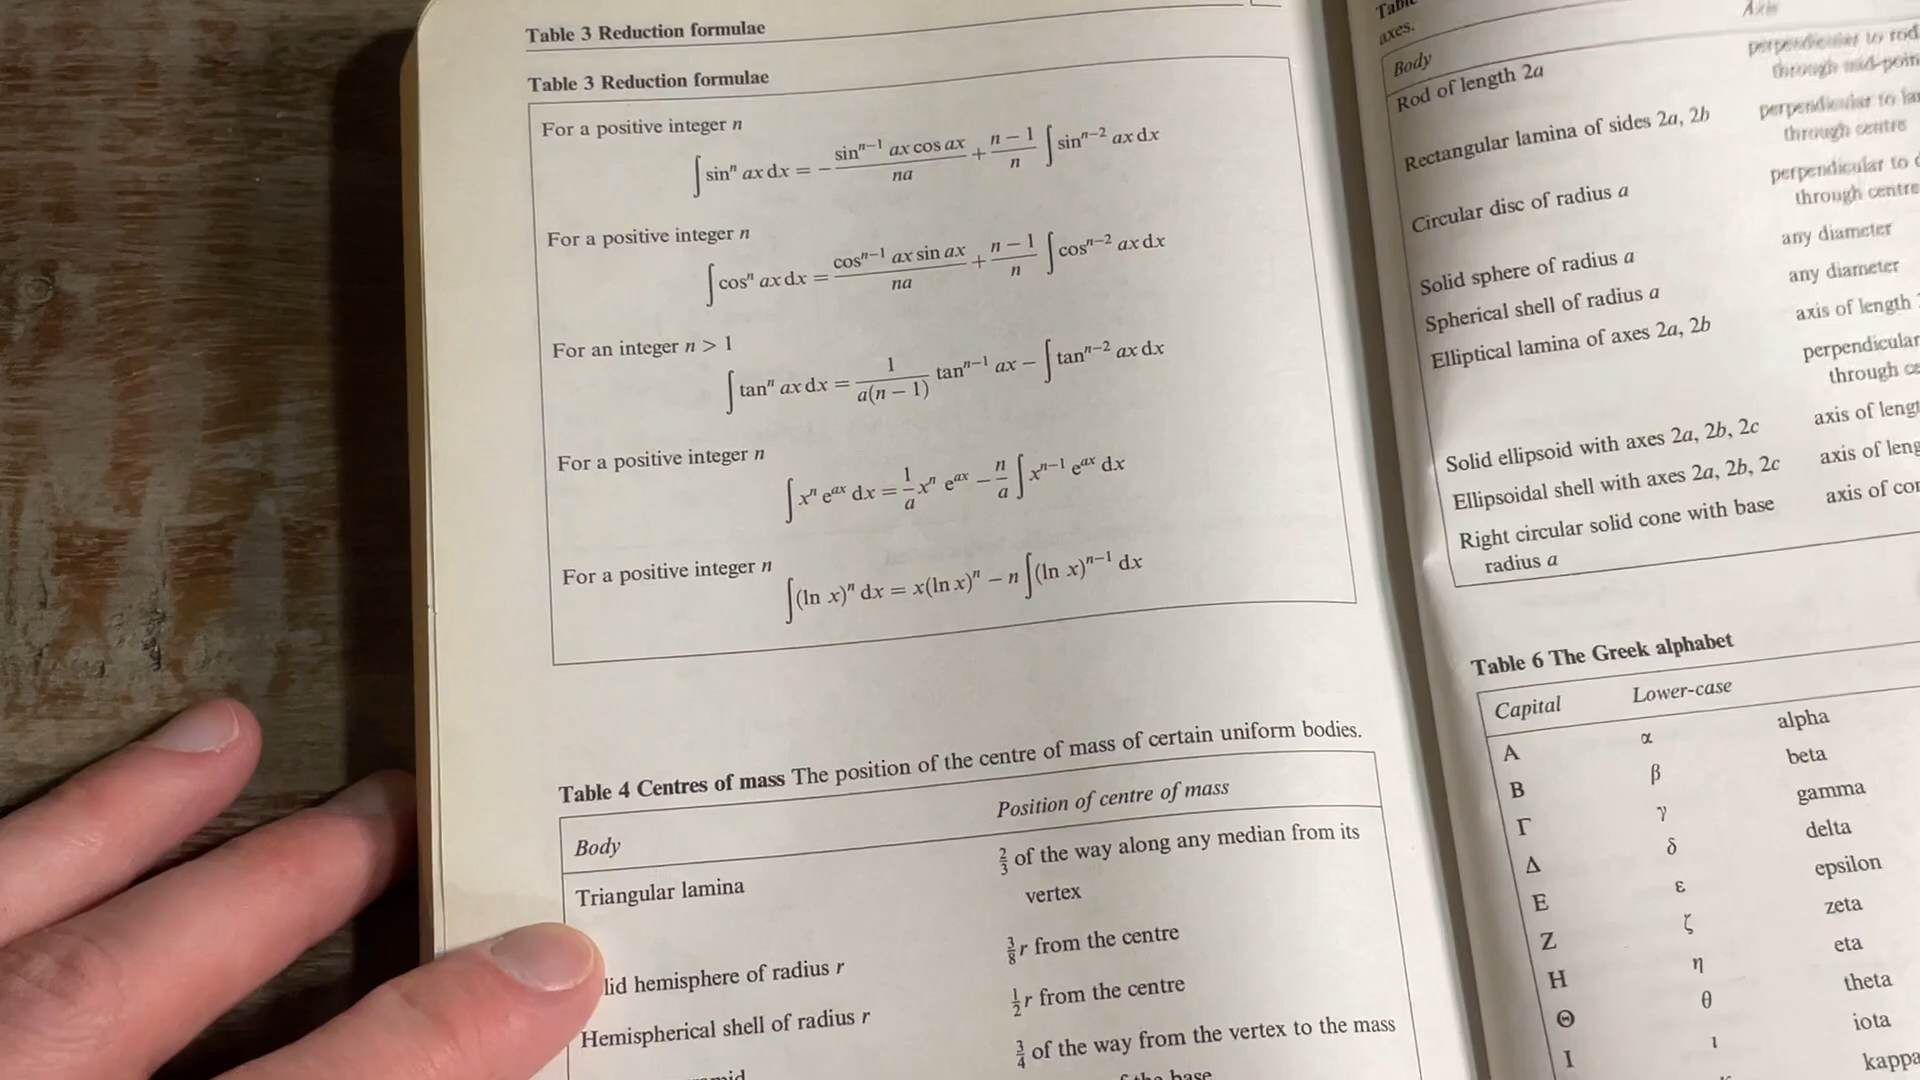 Table 3 Reduction formulae
Table 3 Reduction formulae
For a positive integer n
∫ sinⁿ ax dx = − sinⁿ⁻¹ ax cos ax / na + n − 1 / n ∫ sinⁿ⁻² ax dx
For a positive integer n
∫ cosⁿ ax dx = cosⁿ⁻¹ ax sin ax / na + n − 1 / n ∫ cosⁿ⁻² ax dx
For an integer n > 1
∫ tanⁿ ax dx = 1 / a(n − 1) tanⁿ⁻¹ ax − ∫ tanⁿ⁻² ax dx
For a positive integer n
∫ xⁿ eᵃˣ dx = 1/a xⁿ eᵃˣ − n/a ∫ xⁿ⁻¹ eᵃˣ dx
For a positive integer n
∫ (ln x)ⁿ dx = x(ln x)ⁿ − n ∫ (ln x)ⁿ⁻¹ dx
Table 4 Centres of mass The position of the centre of mass of certain uniform bodies.
Body Position of centre of mass
Triangular lamina 2/3 of the way along any median from its
vertex
lid hemisphere of radius r 3/8 r from the centre
Hemispherical shell of radius r 1/2 r from the centre
3/4 of the way from the vertex to the mass
the base
Table
axes.
Body Axis
Rod of length 2a perpendicular to rod
through mid-poin
Rectangular lamina of sides 2a, 2b perpendicular to la
through centre
Circular disc of radius a perpendicular to d
through centre
Solid sphere of radius a any diameter
Spherical shell of radius a any diameter
Elliptical lamina of axes 2a, 2b axis of length
perpendicular
through ce
Solid ellipsoid with axes 2a, 2b, 2c axis of lengt
Ellipsoidal shell with axes 2a, 2b, 2c axis of leng
Right circular solid cone with base axis of con
radius a
Table 6 The Greek alphabet
Capital Lower-case
Α α alpha
Β β beta
Γ γ gamma
Δ δ delta
Ε ε epsilon
Ζ ζ zeta
Η η eta
Θ θ theta
Ι ι iota
κ kappa